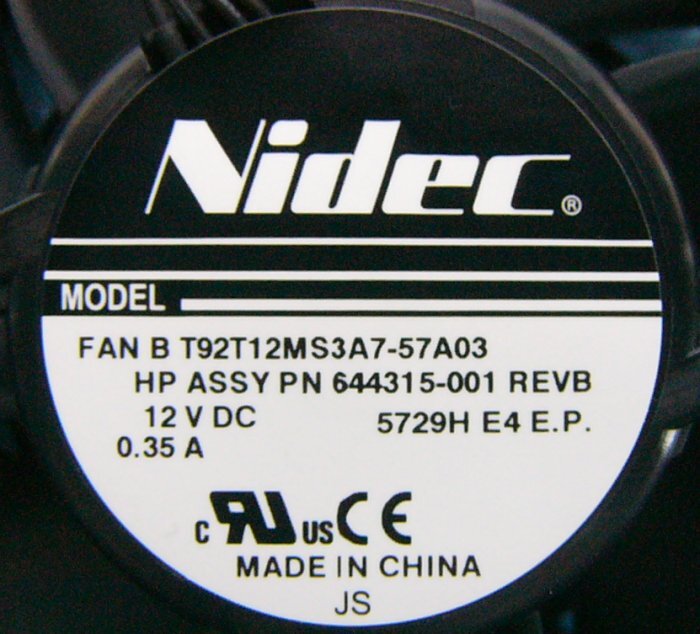 Nidec®
MODEL
FAN B T92T12MS3A7-57A03
HP ASSY PN 644315-001 REVB
12 V DC 5729H E4 E.P.
0.35 A
c RU US CE
MADE IN CHINA
JS